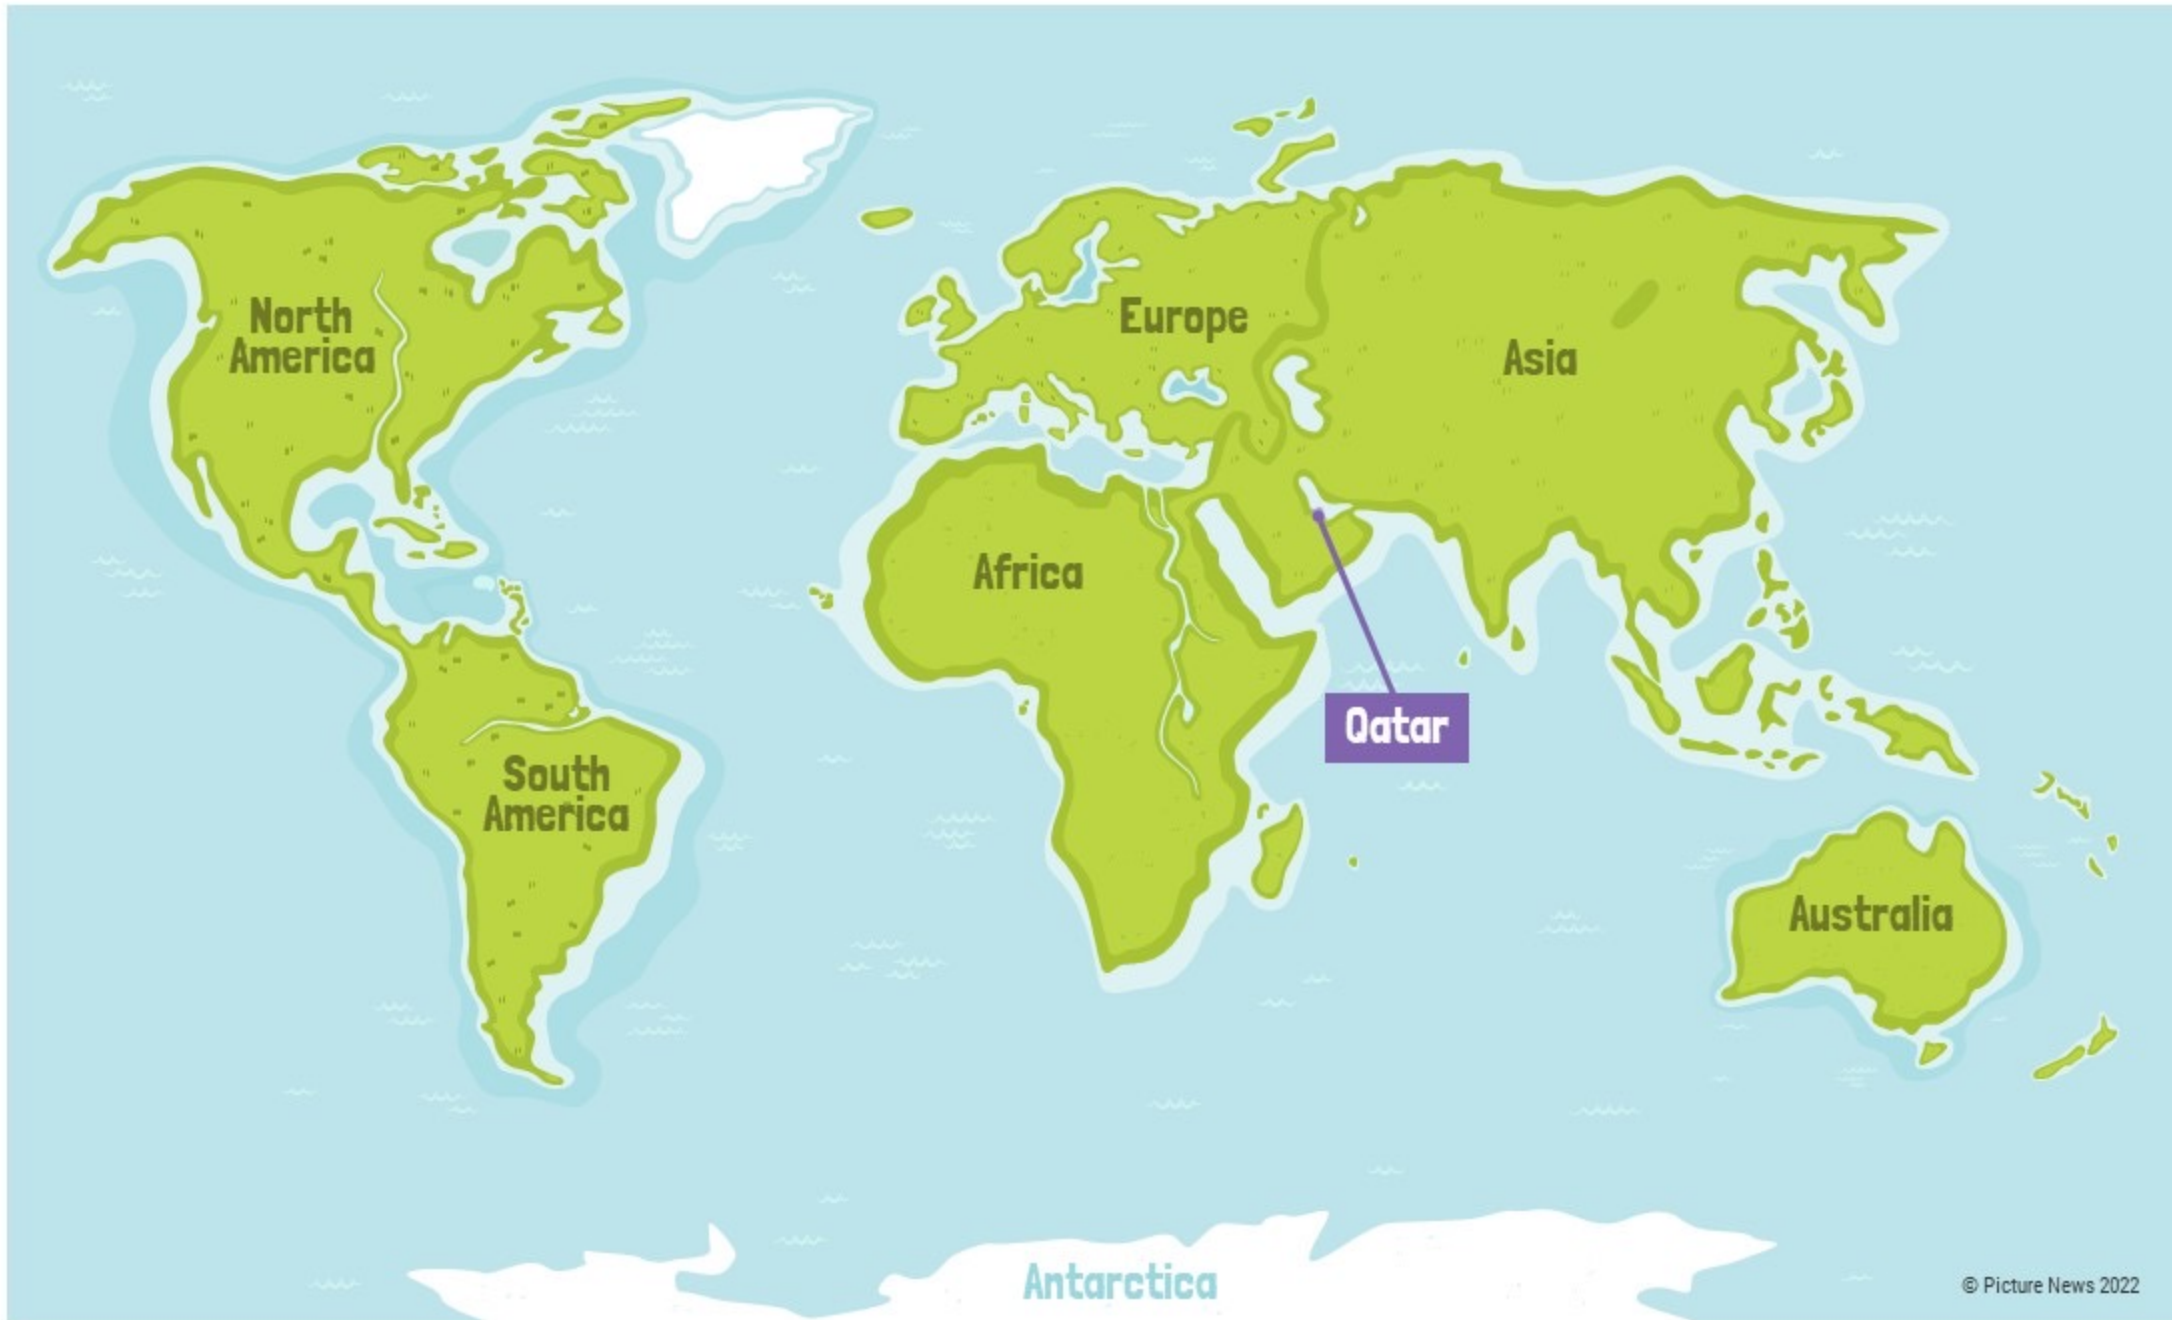 North
America
Europe
Asia
Africa
Qatar
South
America
Australia
Antarctica
© Picture News 2022